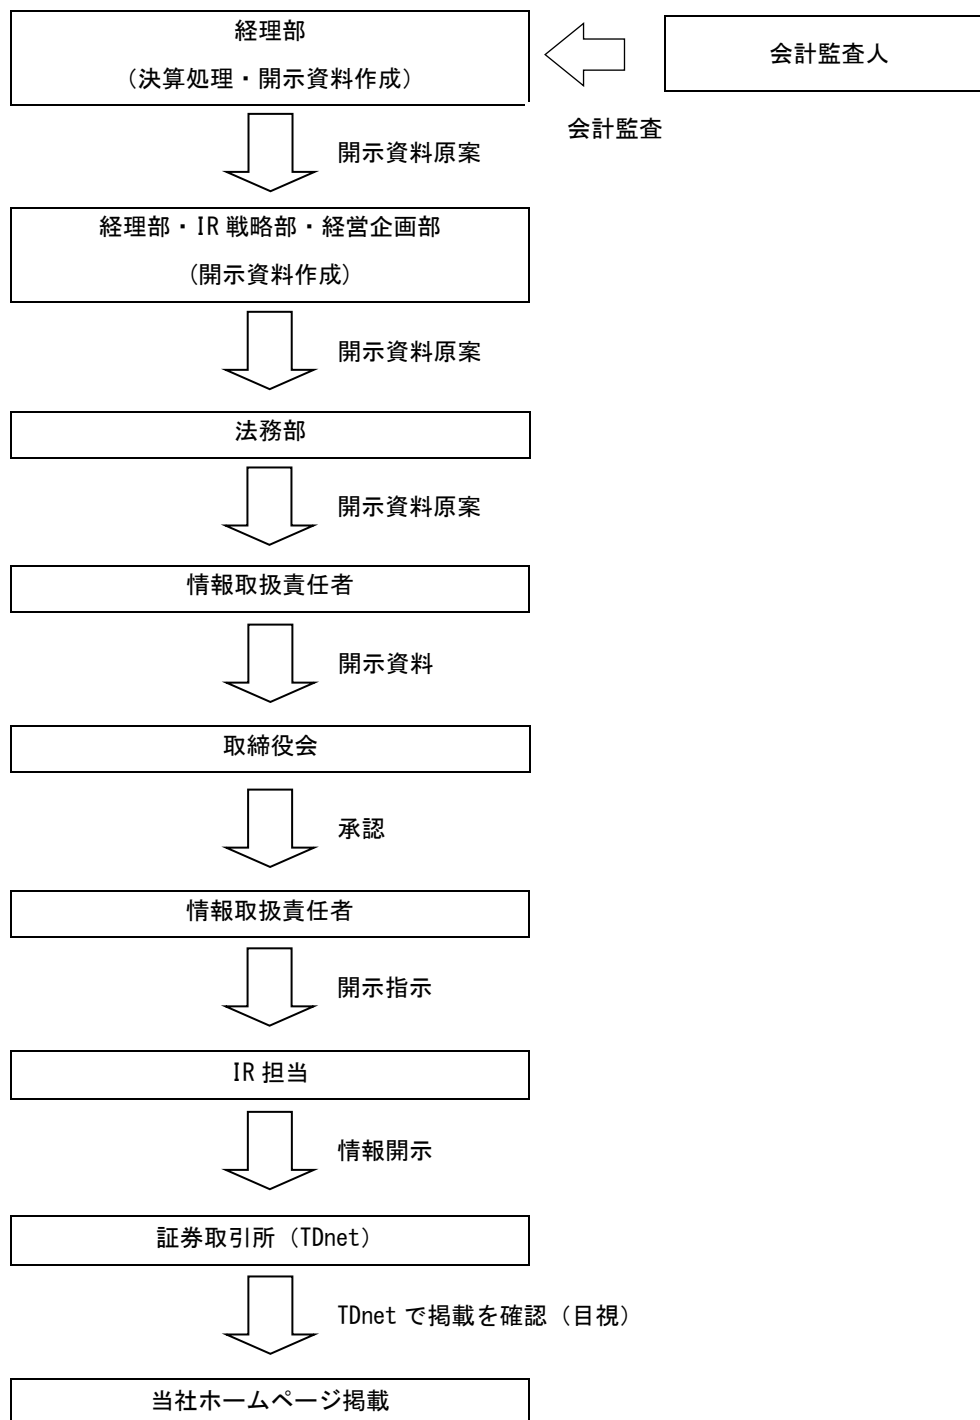 経理部
（決算処理・開示資料作成）
会計監査人
会計監査
開示資料原案
経理部・IR 戦略部・経営企画部
（開示資料作成）
開示資料原案
法務部
開示資料原案
情報取扱責任者
開示資料
取締役会
承認
情報取扱責任者
開示指示
IR 担当
情報開示
証券取引所（TDnet）
TDnet で掲載を確認（目視）
当社ホームページ掲載